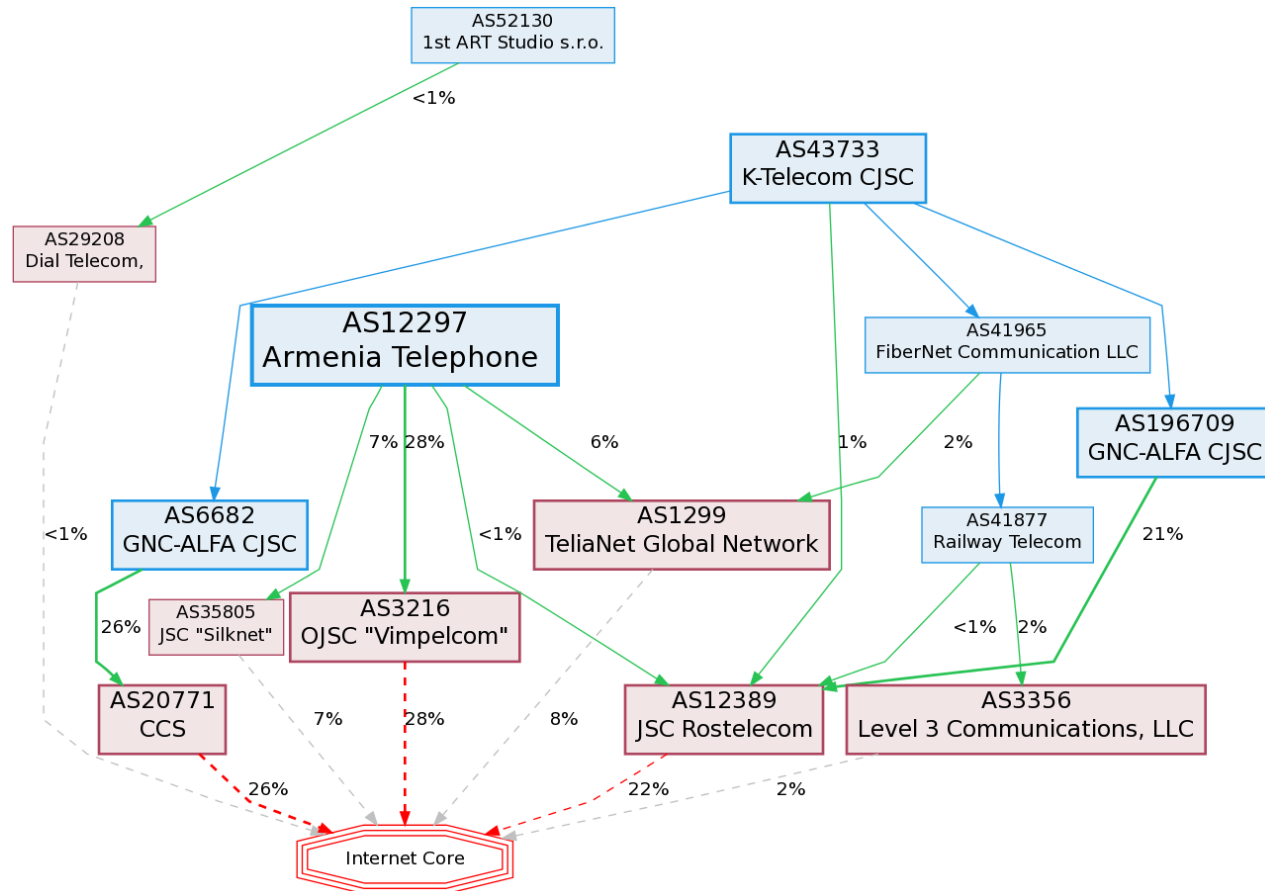 AS52130
1st ART Studio s.r.o.
<1%
AS43733
K-Telecom CJSC
AS29208
Dial Telecom,
AS12297
Armenia Telephone
AS41965
FiberNet Communication LLC
AS196709
GNC-ALFA CJSC
7%
28%
6%
1%
2%
AS6682
GNC-ALFA CJSC
AS1299
TeliaNet Global Network
AS41877
Railway Telecom
<1%
<1%
21%
AS35805
JSC "Silknet"
AS3216
OJSC "Vimpelcom"
26%
<1%
2%
AS20771
CCS
AS12389
JSC Rostelecom
AS3356
Level 3 Communications, LLC
7%
28%
8%
26%
22%
2%
Internet Core